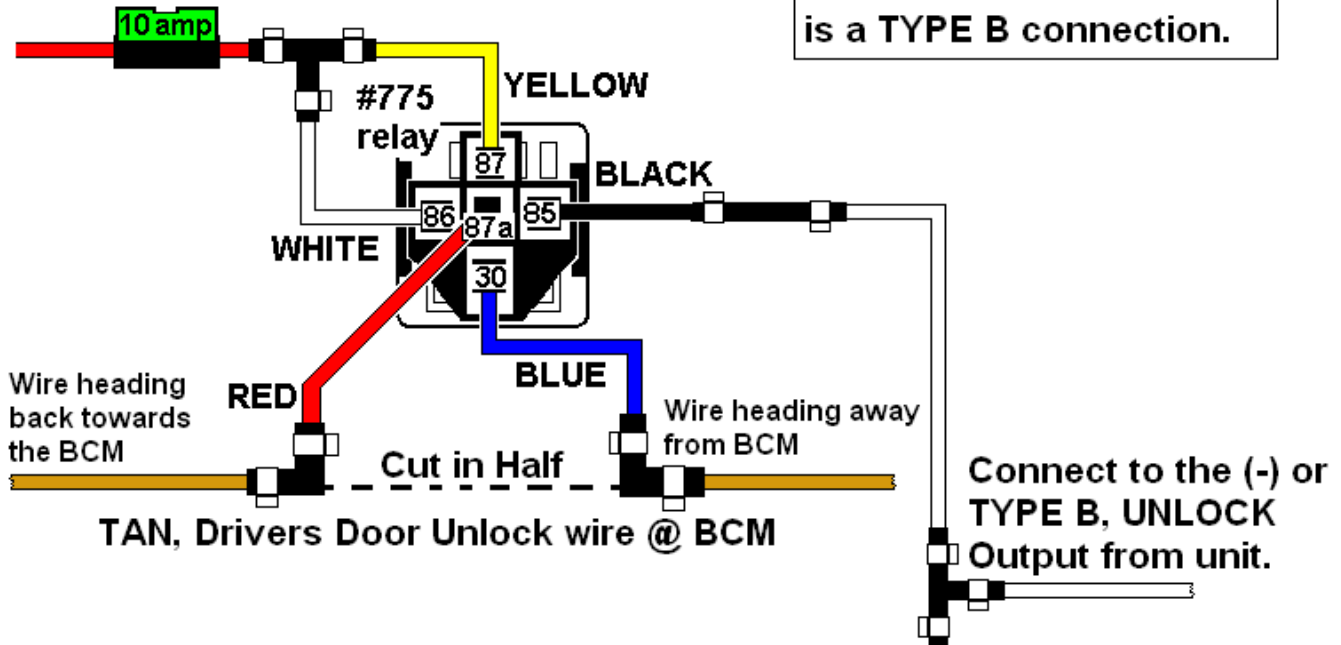 10 amp
is a TYPE B connection.
YELLOW
#775
relay
87
BLACK
86
87a
85
WHITE
30
BLUE
RED
Wire heading
back towards
the BCM
Wire heading away
from BCM
Cut in Half
TAN, Drivers Door Unlock wire @ BCM
Connect to the (-) or
TYPE B, UNLOCK
Output from unit.